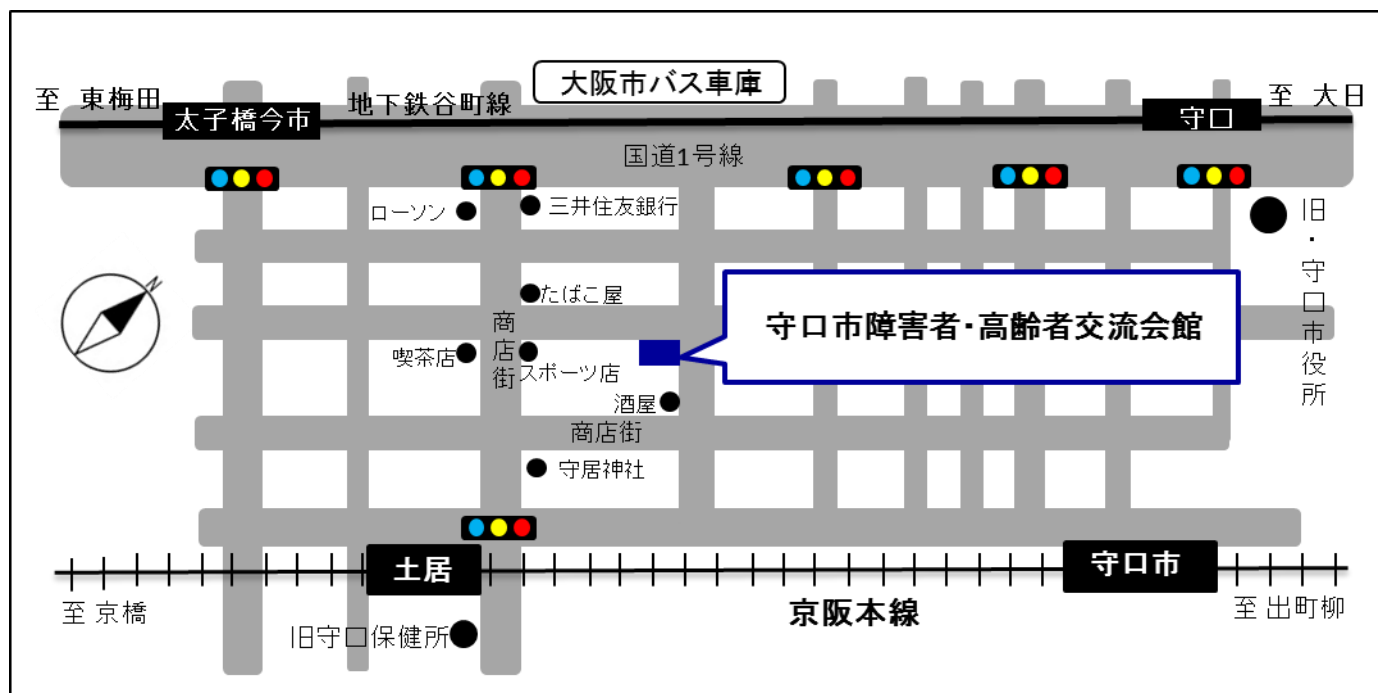 大阪市バス車庫
至 東梅田
地下鉄谷町線
至 大日
太子橋今市
守口
国道1号線
ローソン
三井住友銀行
旧・守口市役所
N
たばこ屋
守口市障害者・高齢者交流会館
商店街
喫茶店
スポーツ店
酒屋
商店街
守居神社
土居
守口市
至 京橋
京阪本線
至 出町柳
旧守口保健所